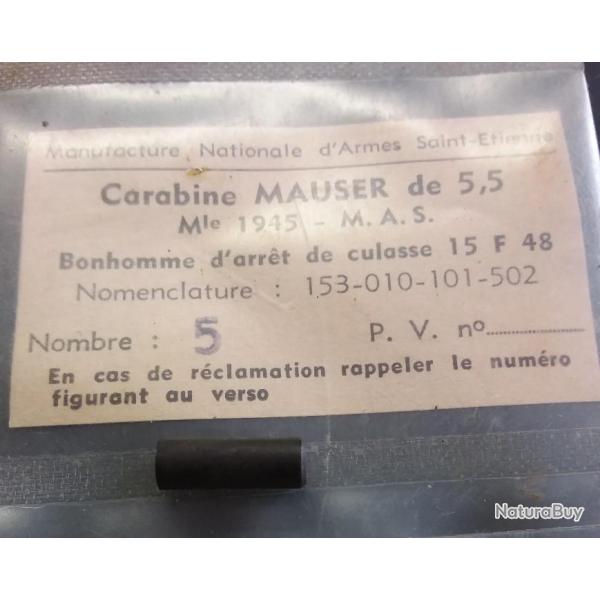 Manufacture Nationale d'Armes Saint-Etienne
Carabine MAUSER de 5,5
Mle 1945 - M. A. S.
Bonhomme d'arrêt de culasse 15 F 48
Nomenclature : 153-010-101-502
Nombre : 5 P. V. nº..............
En cas de réclamation rappeler le numéro
figurant au verso
NaturaBuy